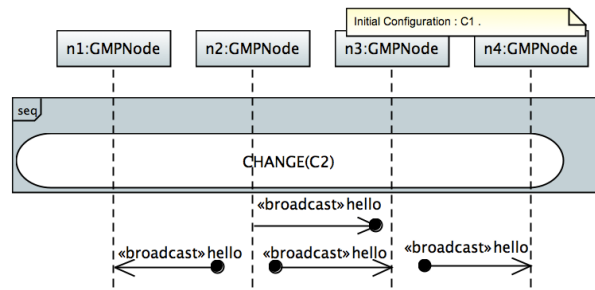 Initial Configuration : C1 .
n1:GMPNode
n2:GMPNode
n3:GMPNode
n4:GMPNode
seq
CHANGE(C2)
«broadcast»hello
«broadcast»hello
«broadcast»hello
«broadcast»hello